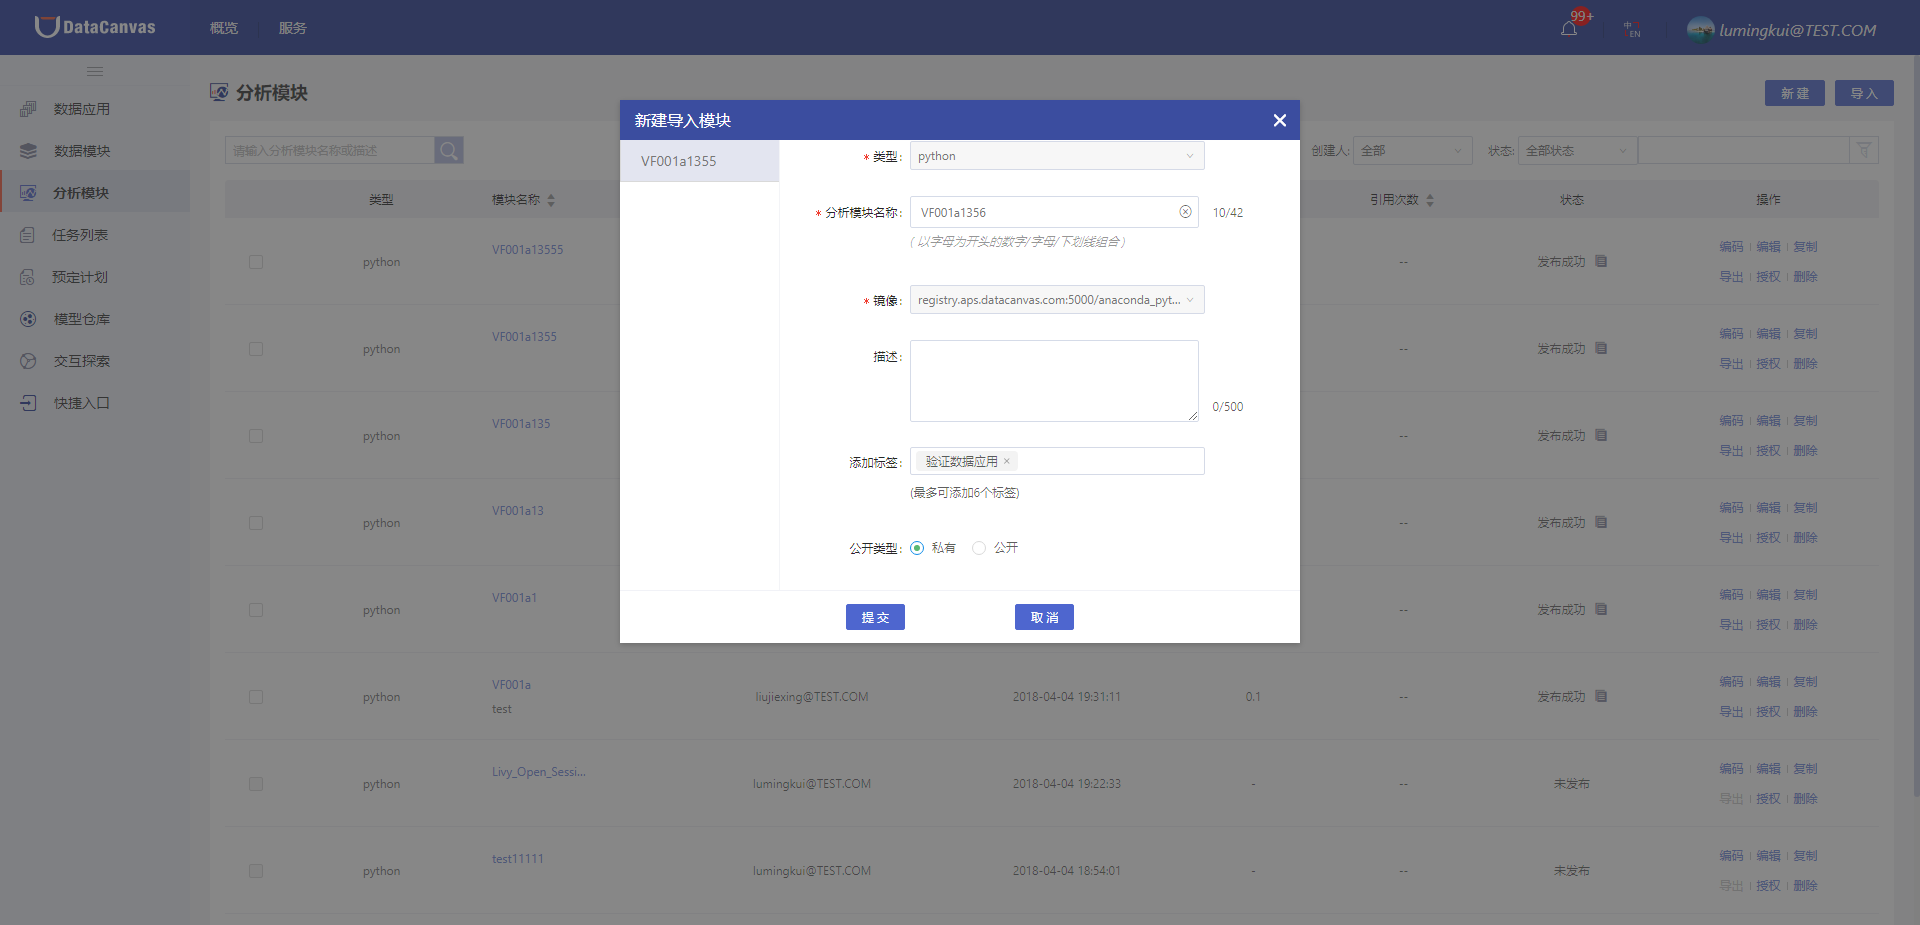 DataCanvas 概览 服务 99+ 中 EN lumingkui@TEST.COM
数据应用
数据模块
分析模块
任务列表
预定计划
模型仓库
交互探索
快捷入口
分析模块 新建 导入
请输入分析模块名称或描述 创建人: 全部 状态: 全部状态
类型 模块名称 引用次数 状态 操作
python VF001a13555 -- 发布成功 编码 编辑 复制
导出 授权 删除
python VF001a1355 -- 发布成功 编码 编辑 复制
导出 授权 删除
python VF001a135 -- 发布成功 编码 编辑 复制
导出 授权 删除
python VF001a13 -- 发布成功 编码 编辑 复制
导出 授权 删除
python VF001a1 -- 发布成功 编码 编辑 复制
导出 授权 删除
python VF001a liujiexing@TEST.COM 2018-04-04 19:31:11 0.1 -- 发布成功 编码 编辑 复制
test 导出 授权 删除
python Livy_Open_Sessi... lumingkui@TEST.COM 2018-04-04 19:22:33 - -- 未发布 编码 编辑 复制
导出 授权 删除
python test11111 lumingkui@TEST.COM 2018-04-04 18:54:01 - -- 未发布 编码 编辑 复制
导出 授权 删除
新建导入模块
VF001a1355
* 类型: python
* 分析模块名称: VF001a1356 10/42
( 以字母为开头的数字/字母/下划线组合 )
* 镜像: registry.aps.datacanvas.com:5000/anaconda_pyt...
描述: 0/500
添加标签: 验证数据应用 ×
(最多可添加6个标签)
公开类型: 私有 公开
提交 取消